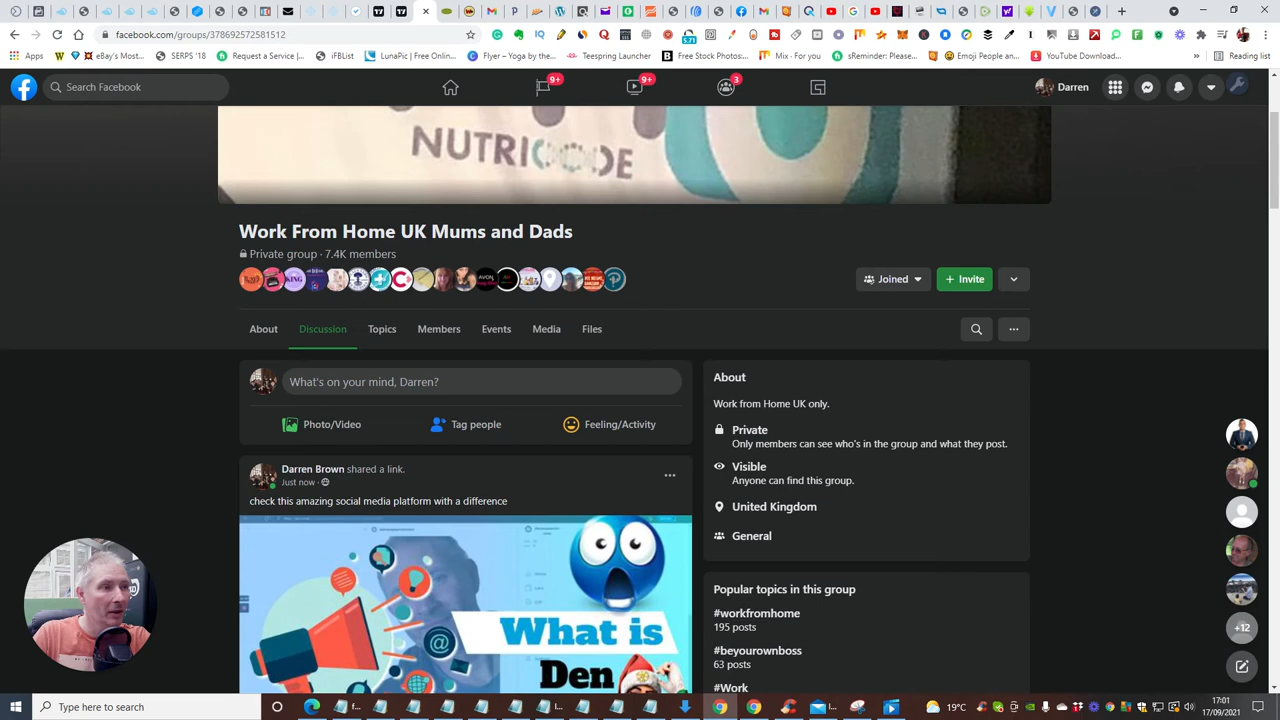 facebook.com/groups/378692572581512
Apps
eBay's Most...
SERPS '18
Request a Service |...
iFBList
LunaPic | Free Onlin...
Flyer – Yoga by the...
Teespring Launcher
Free Stock Photos:...
Mix · For you
sReminder: Please...
Emoji People and...
YouTube Download...
Reading list
5.71
Search Facebook
9+
9+
3
Darren
NUTRICODE
Work From Home UK Mums and Dads
Private group · 7.4K members
Joined
+ Invite
About
Discussion
Topics
Members
Events
Media
Files
What's on your mind, Darren?
Photo/Video
Tag people
Feeling/Activity
Darren Brown shared a link.
Just now ·
check this amazing social media platform with a difference
What is
Den
About
Work from Home UK only.
Private
Only members can see who's in the group and what they post.
Visible
Anyone can find this group.
United Kingdom
General
Popular topics in this group
#workfromhome
195 posts
#beyourownboss
63 posts
#Work
+12
Type here to search
19°C
17:01
17/09/2021